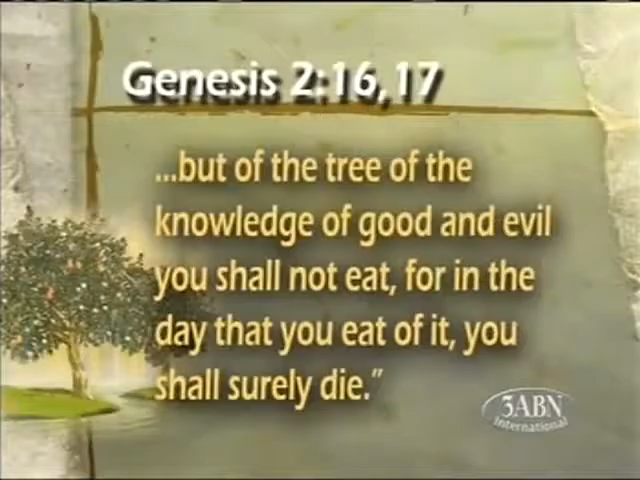 Genesis 2:16,17
...but of the tree of the
knowledge of good and evil
you shall not eat, for in the
day that you eat of it, you
shall surely die.”
3ABN
International